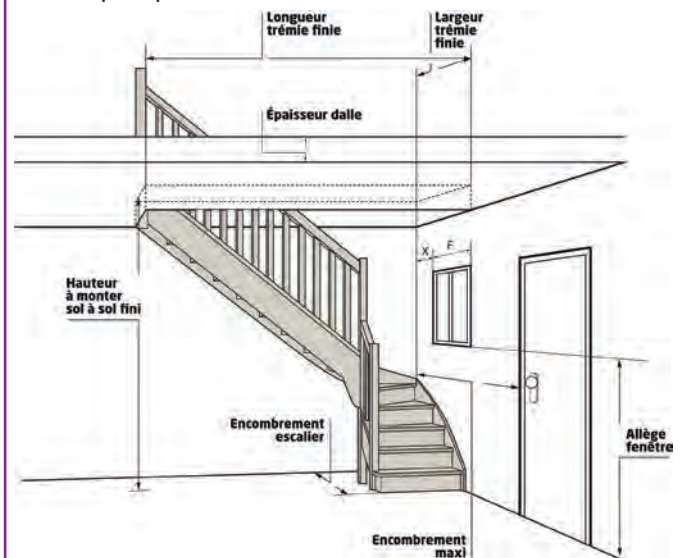 Longueur
trémie finie
Largeur
trémie
finie
Épaisseur dalle
X
F
Hauteur
à monter
sol à sol fini
Encombrement
escalier
Allège
fenêtre
Encombrement
maxi